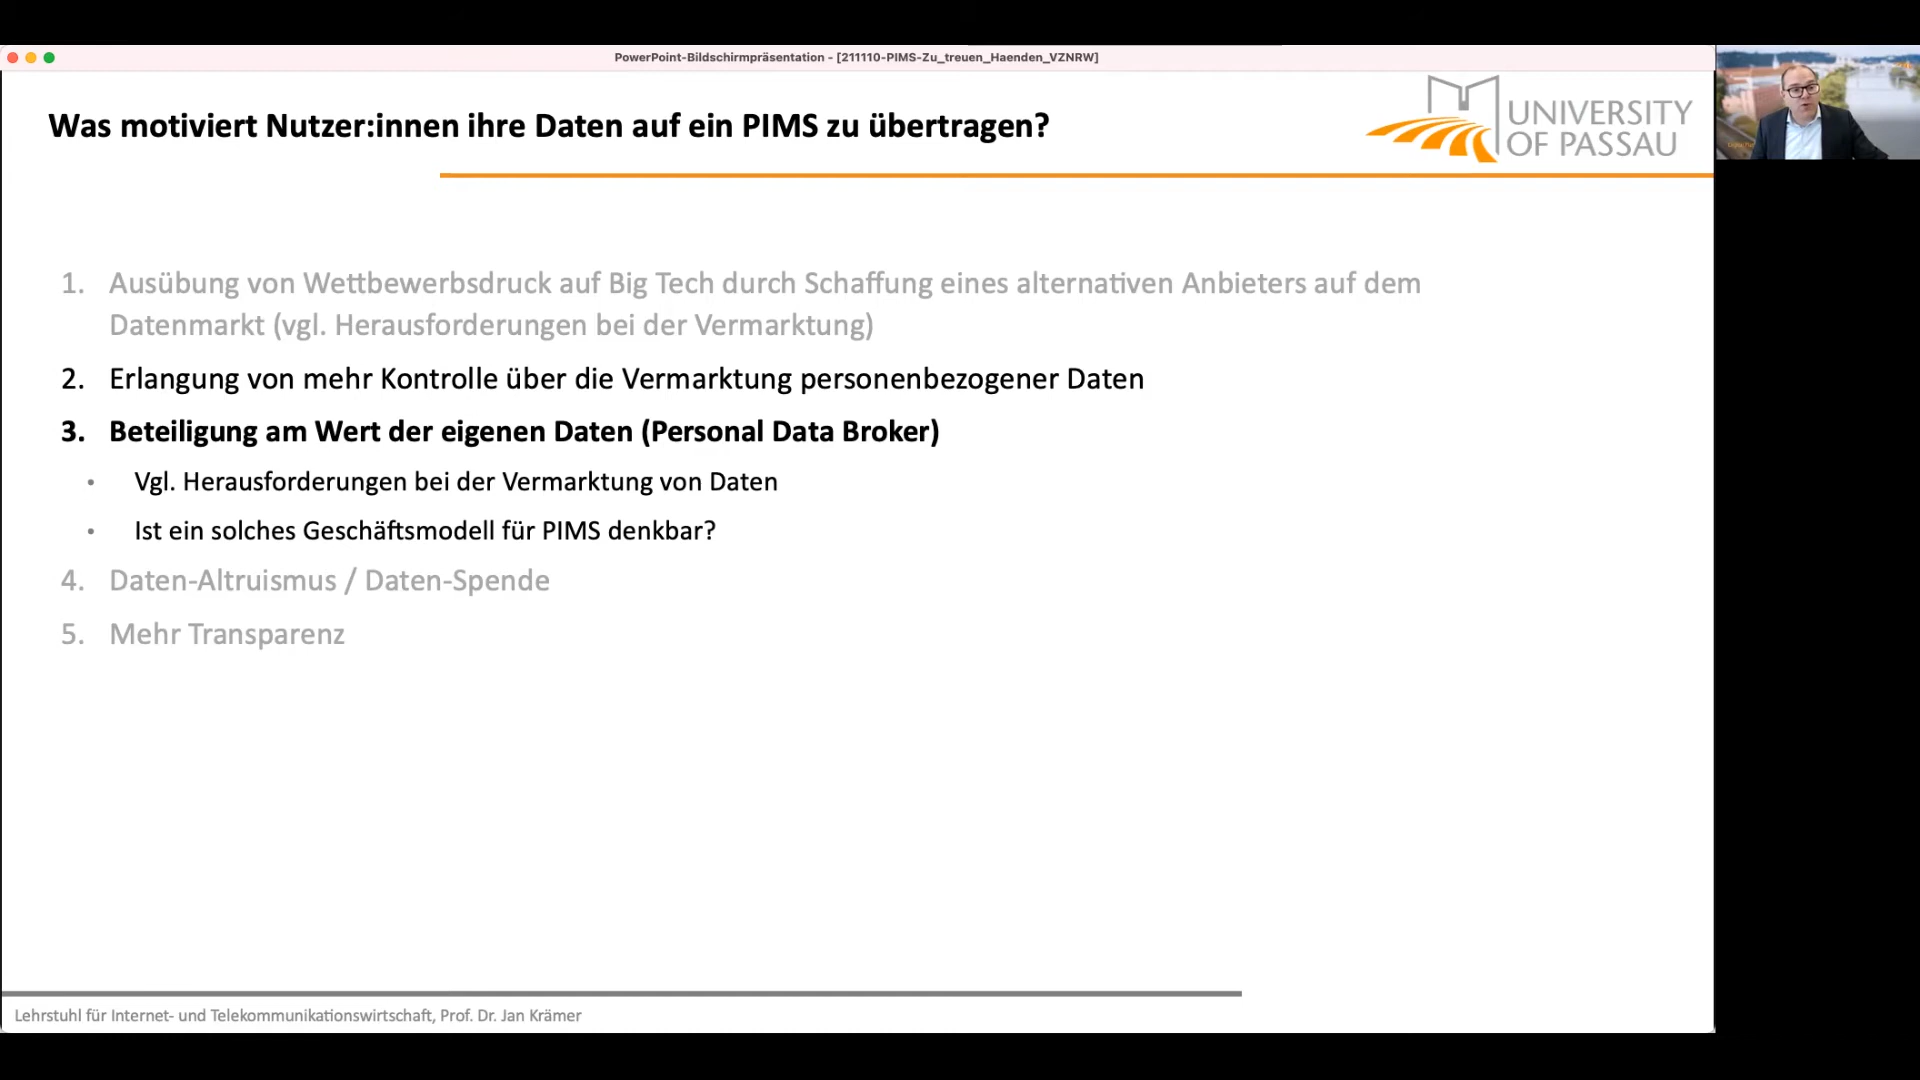 PowerPoint-Bildschirmpräsentation - [211110-PIMS-Zu_treuen_Haenden_VZNRW]
Was motiviert Nutzer:innen ihre Daten auf ein PIMS zu übertragen?
UNIVERSITY
OF PASSAU
1. Ausübung von Wettbewerbsdruck auf Big Tech durch Schaffung eines alternativen Anbieters auf dem
Datenmarkt (vgl. Herausforderungen bei der Vermarktung)
2. Erlangung von mehr Kontrolle über die Vermarktung personenbezogener Daten
3. Beteiligung am Wert der eigenen Daten (Personal Data Broker)
• Vgl. Herausforderungen bei der Vermarktung von Daten
• Ist ein solches Geschäftsmodell für PIMS denkbar?
4. Daten-Altruismus / Daten-Spende
5. Mehr Transparenz
Lehrstuhl für Internet- und Telekommunikationswirtschaft, Prof. Dr. Jan Krämer